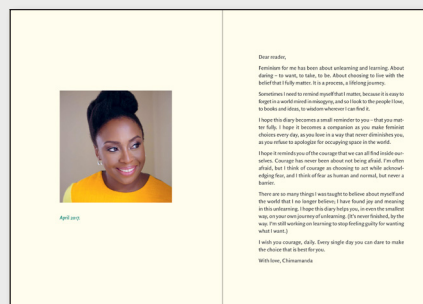 Dear reader,
Feminism for me has been about unlearning and learning. About
daring – to want, to take, to be. About choosing to live with the
belief that I fully matter. It is a process, a lifelong journey.
Sometimes I need to remind myself that I matter, because it is easy to
forget in a world mired in misogyny, and so I look to the people I love,
to books and ideas, to wisdom wherever I can find it.
I hope this diary becomes a small reminder to you – that you mat-
ter fully. I hope it becomes a companion as you make feminist
choices every day, as you love in a way that never diminishes you,
as you refuse to apologize for occupying space in the world.
I hope it reminds you of the courage that we can all find inside our-
selves. Courage has never been about not being afraid. I'm often
afraid, but I think of courage as choosing to act while acknowl-
edging fear, and I think of fear as human and normal, but never a
banner.
There are so many things I was taught to believe about myself and
the world that I no longer believe; I have found joy and meaning
in this unlearning. I hope this diary helps you, in even the smallest
way, on your own journey of unlearning. (It's never finished, by the
way. I'm still working on learning to stop feeling guilty for wanting
what I want.)
I wish you courage, daily. Every single day you can dare to make
the choice that is best for you.
With love, Chimamanda
April 2017